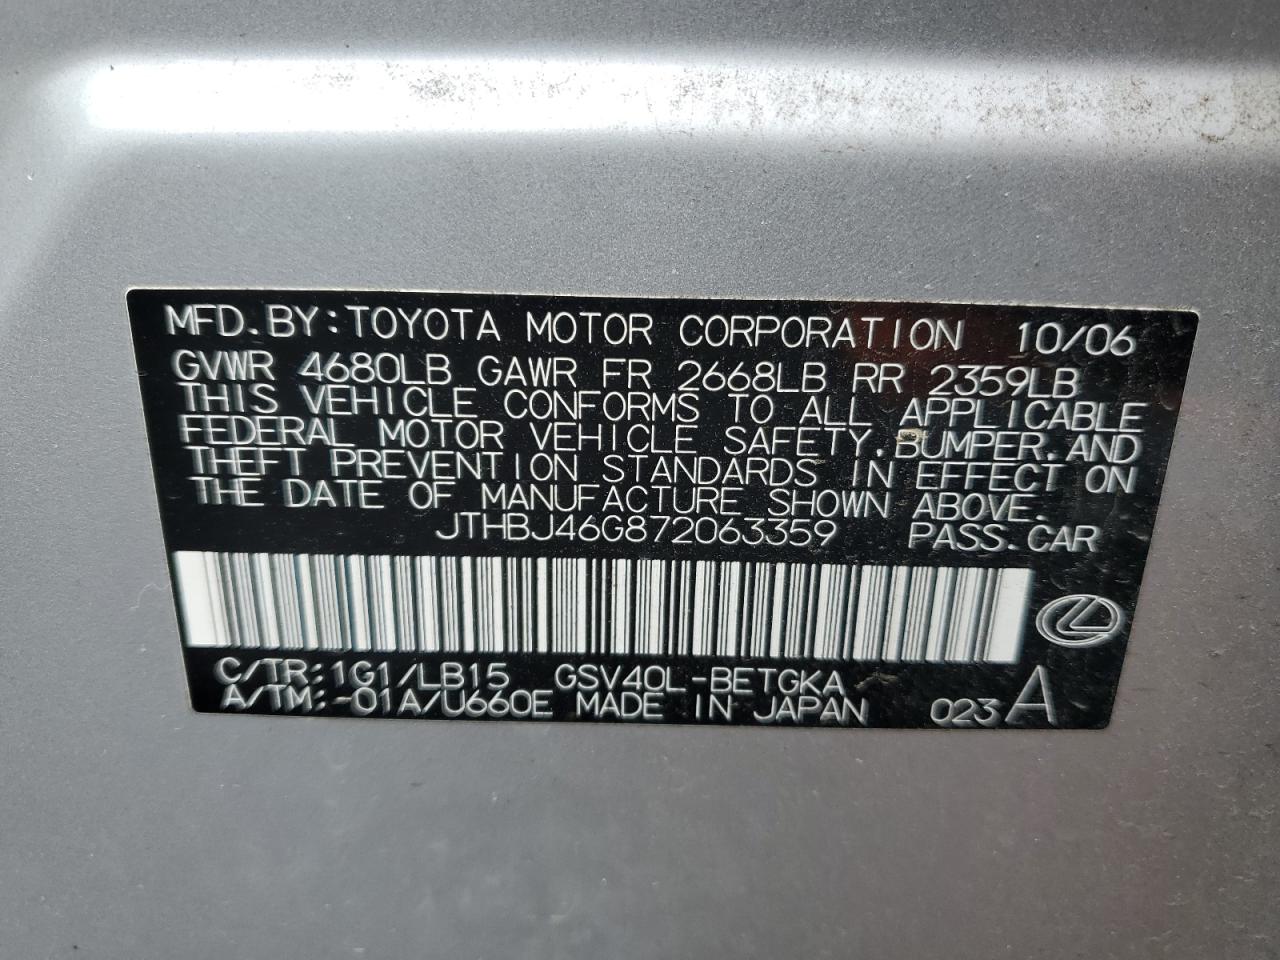 MFD.BY:TOYOTA MOTOR CORPORATION 10/06
GVWR 4680LB GAWR FR 2668LB RR 2359LB
THIS VEHICLE CONFORMS TO ALL APPLICABLE
FEDERAL MOTOR VEHICLE SAFETY.BUMPER.AND
THEFT PREVENTION STANDARDS IN EFFECT ON
THE DATE OF MANUFACTURE SHOWN ABOVE.
JTHBJ46G872063359 PASS.CAR
C/TR:1G1/LB15 GSV40L-BETGKA
A/TM:-01A/U660E MADE IN JAPAN 023 A